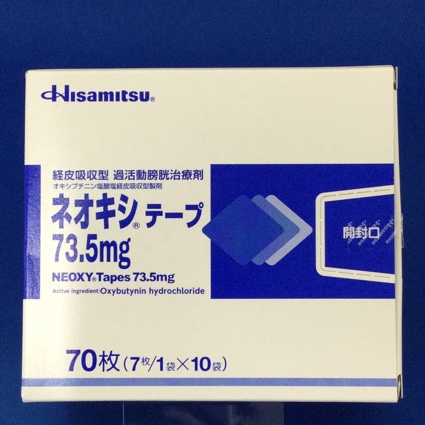 Hisamitsu®
経皮吸収型 過活動膀胱治療剤
オキシブチニン塩酸塩経皮吸収型製剤
ネオキシ®テープ
73.5mg
NEOXY®Tapes 73.5mg
Active ingredient:Oxybutynin hydrochloride
開封口
70枚(7枚/1袋×10袋)